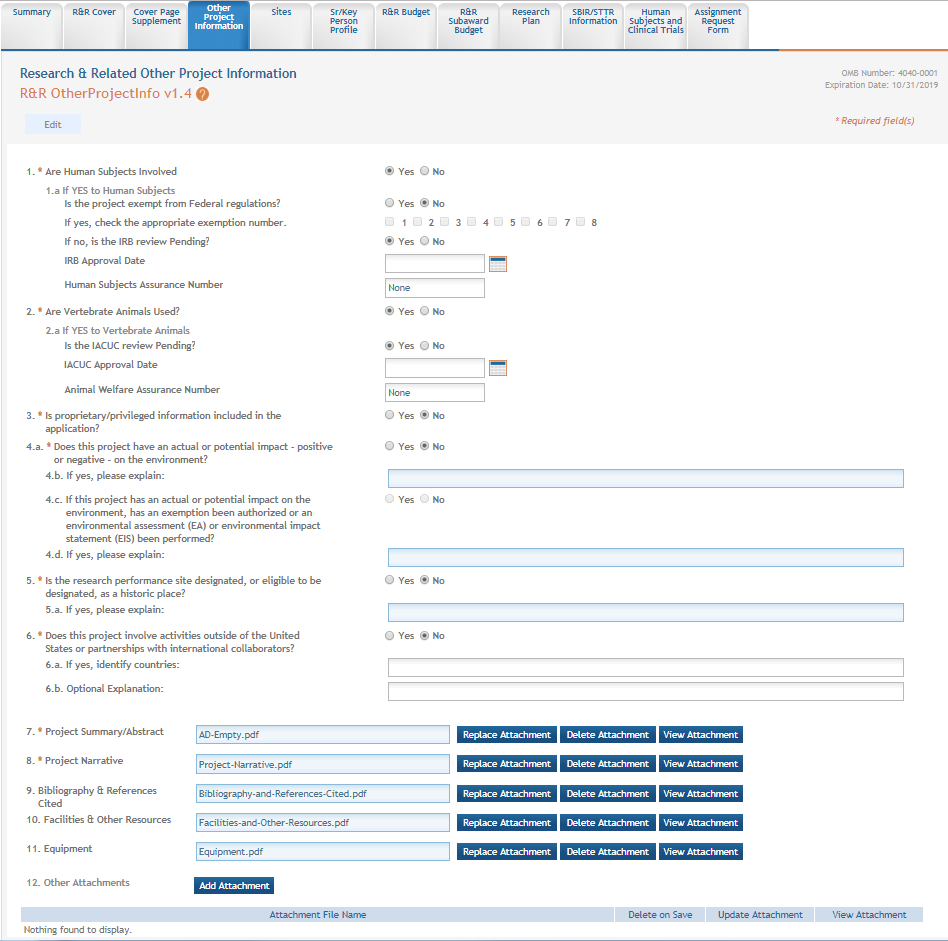 Summary
R&R Cover
Cover Page
Supplement
Other
Project
Information
Sites
Sr/Key
Person
Profile
R&R Budget
R&R
Subaward
Budget
Research
Plan
SBIR/STTR
Information
Human
Subjects and
Clinical Trials
Assignment
Request
Form
Research & Related Other Project Information
OMB Number: 4040-0001
R&R OtherProjectInfo v1.4 ?
Expiration Date: 10/31/2019
Edit
* Required field(s)
1. * Are Human Subjects Involved Yes No
1.a If YES to Human Subjects
Is the project exempt from Federal regulations? Yes No
If yes, check the appropriate exemption number. 1 2 3 4 5 6 7 8
If no, is the IRB review Pending? Yes No
IRB Approval Date
Human Subjects Assurance Number None
2. * Are Vertebrate Animals Used? Yes No
2.a If YES to Vertebrate Animals
Is the IACUC review Pending? Yes No
IACUC Approval Date
Animal Welfare Assurance Number None
3. * Is proprietary/privileged information included in the Yes No
application?
4.a. * Does this project have an actual or potential impact - positive Yes No
or negative - on the environment?
4.b. If yes, please explain:
4.c. If this project has an actual or potential impact on the Yes No
environment, has an exemption been authorized or an
environmental assessment (EA) or environmental impact
statement (EIS) been performed?
4.d. If yes, please explain:
5. * Is the research performance site designated, or eligible to be Yes No
designated, as a historic place?
5.a. If yes, please explain:
6. * Does this project involve activities outside of the United Yes No
States or partnerships with international collaborators?
6.a. If yes, identify countries:
6.b. Optional Explanation:
7. * Project Summary/Abstract AD-Empty.pdf Replace Attachment Delete Attachment View Attachment
8. * Project Narrative Project-Narrative.pdf Replace Attachment Delete Attachment View Attachment
9. Bibliography & References Bibliography-and-References-Cited.pdf Replace Attachment Delete Attachment View Attachment
Cited
10. Facilities & Other Resources Facilities-and-Other-Resources.pdf Replace Attachment Delete Attachment View Attachment
11. Equipment Equipment.pdf Replace Attachment Delete Attachment View Attachment
12. Other Attachments Add Attachment
Attachment File Name Delete on Save Update Attachment View Attachment
Nothing found to display.